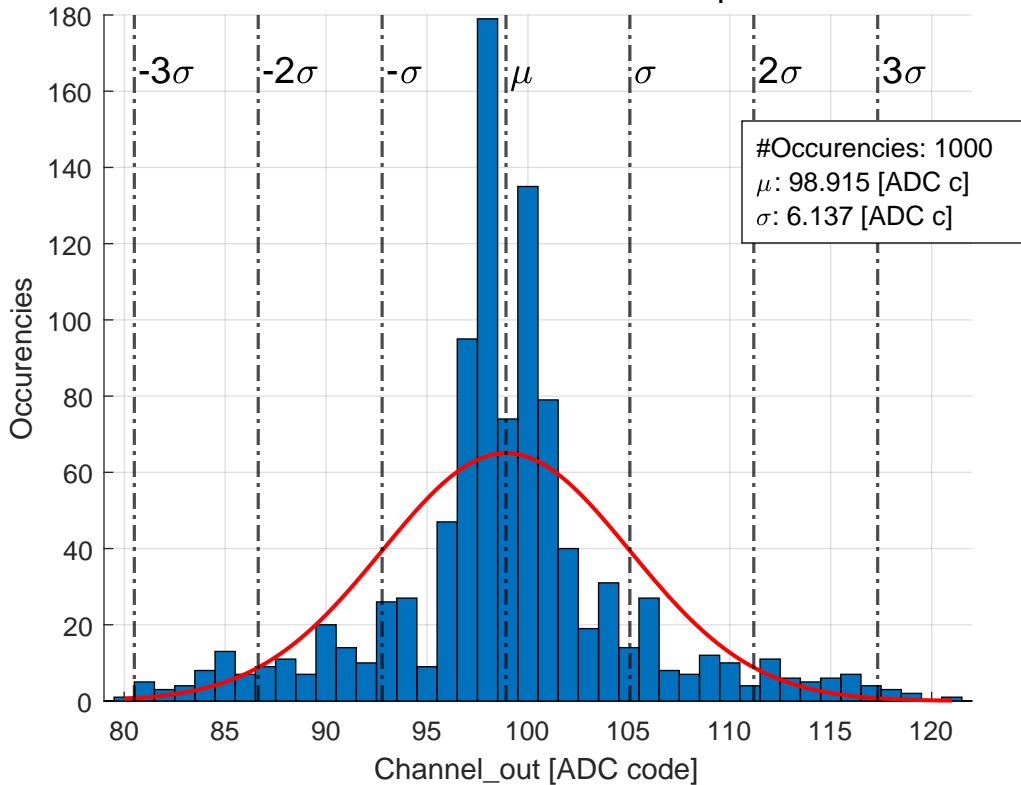 180
160
140
120
100
80
60
40
20
0
Occurencies
-3σ
-2σ
-σ
μ
σ
2σ
3σ
#Occurencies: 1000
μ: 98.915 [ADC c]
σ: 6.137 [ADC c]
80
85
90
95
100
105
110
115
120
Channel_out [ADC code]